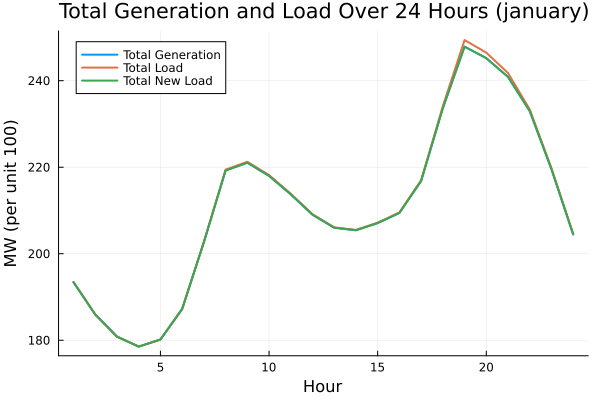 Total Generation and Load Over 24 Hours (january)
Total Generation
Total Load
Total New Load
240
220
200
180
MW (per unit 100)
5 10 15 20
Hour